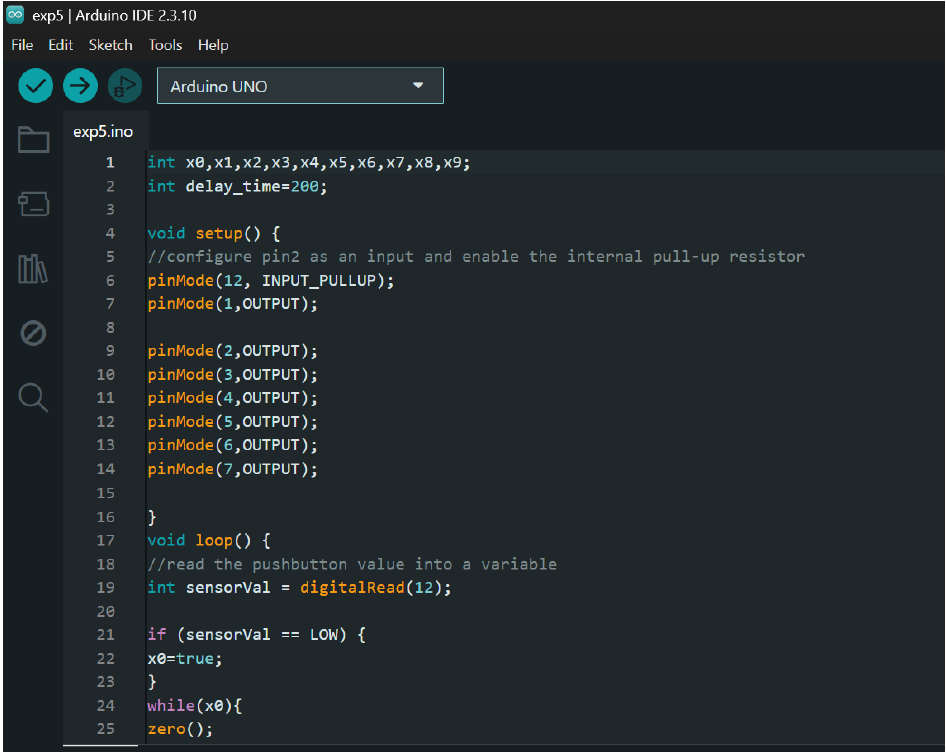 exp5 | Arduino IDE 2.3.10
File Edit Sketch Tools Help
Arduino UNO
exp5.ino
1 int x0,x1,x2,x3,x4,x5,x6,x7,x8,x9;
2 int delay_time=200;
3
4 void setup() {
5 //configure pin2 as an input and enable the internal pull-up resistor
6 pinMode(12, INPUT_PULLUP);
7 pinMode(1,OUTPUT);
8
9 pinMode(2,OUTPUT);
10 pinMode(3,OUTPUT);
11 pinMode(4,OUTPUT);
12 pinMode(5,OUTPUT);
13 pinMode(6,OUTPUT);
14 pinMode(7,OUTPUT);
15
16 }
17 void loop() {
18 //read the pushbutton value into a variable
19 int sensorVal = digitalRead(12);
20
21 if (sensorVal == LOW) {
22 x0=true;
23 }
24 while(x0){
25 zero();